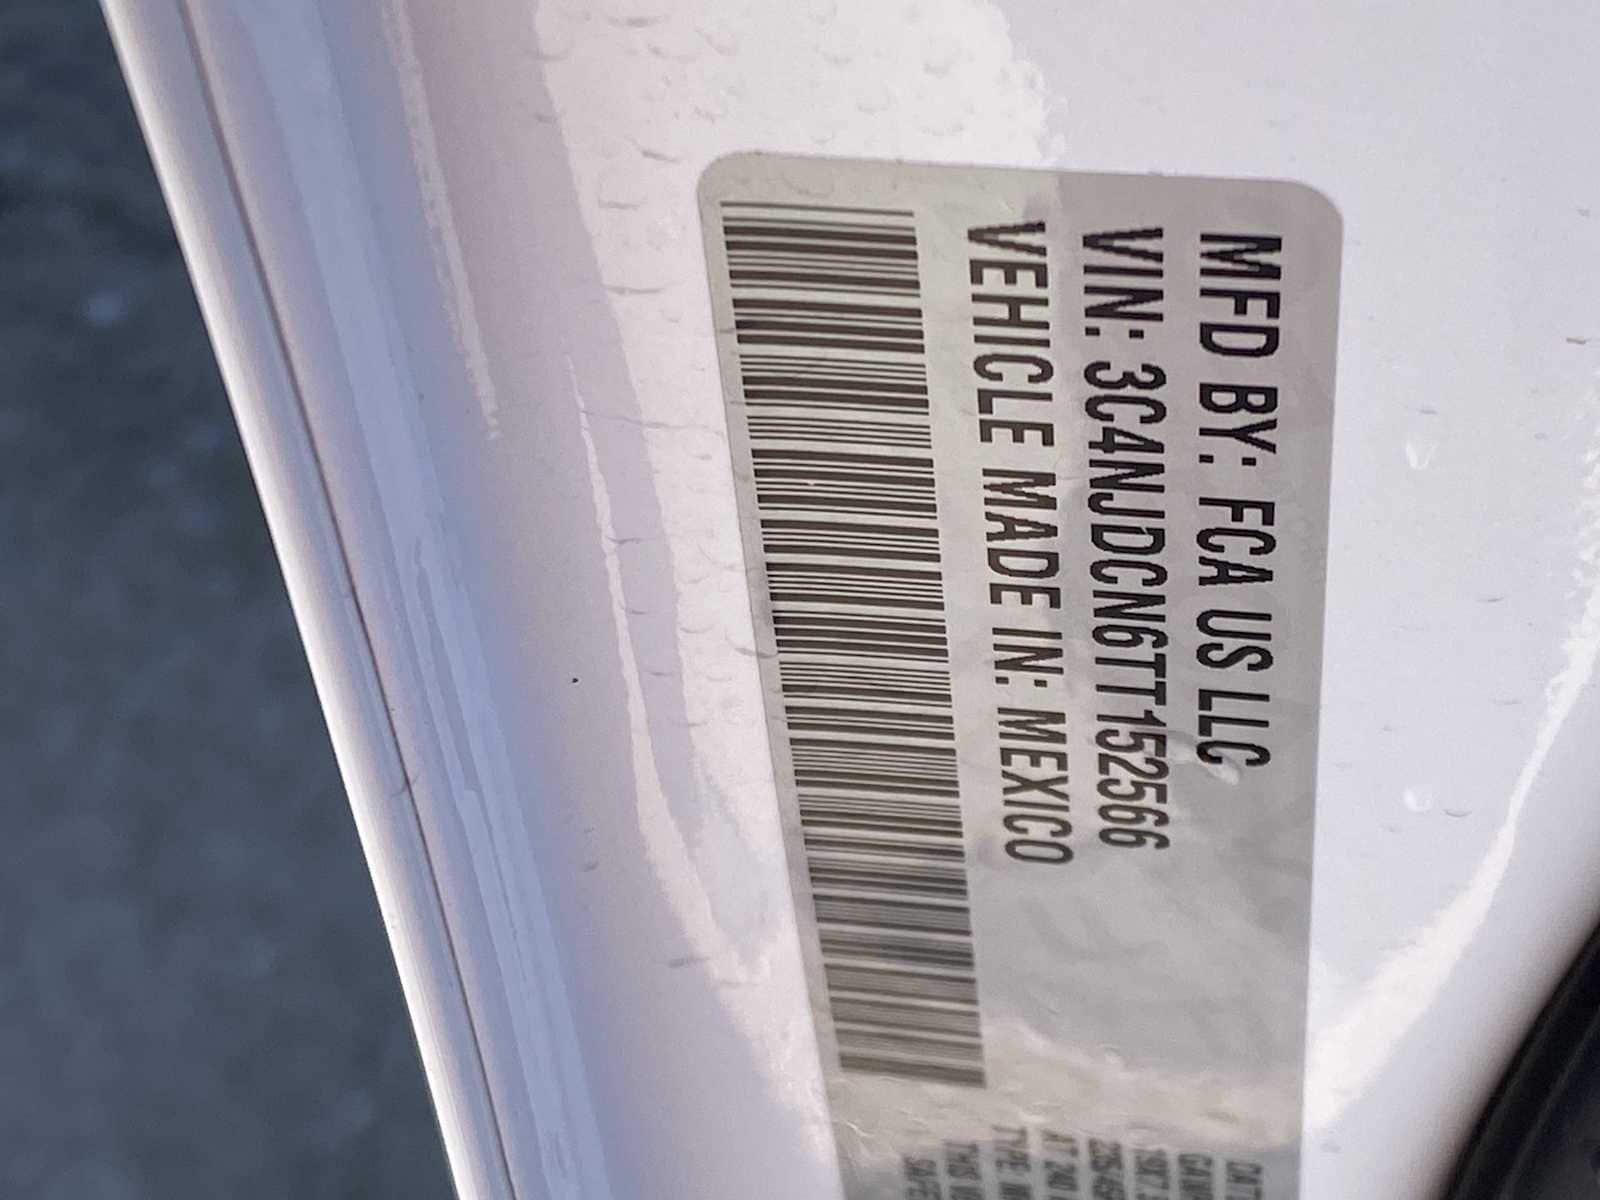 MFD BY: FCA US LLC
VIN: 3C4NJDCN6TT152566
VEHICLE MADE IN: MEXICO